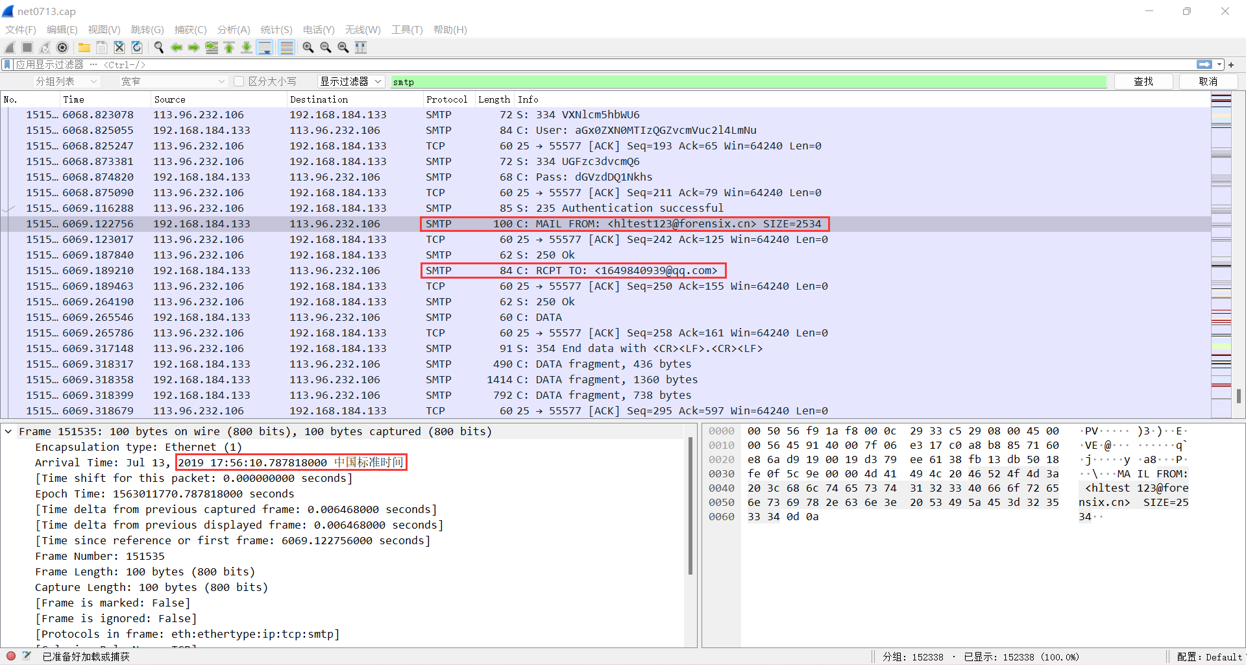 net0713.cap
文件(F) 编辑(E) 视图(V) 跳转(G) 捕获(C) 分析(A) 统计(S) 电话(Y) 无线(W) 工具(T) 帮助(H)
应用显示过滤器 … <Ctrl-/>
分组列表 宽窄 区分大小写 显示过滤器 smtp 查找 取消
No. Time Source Destination Protocol Length Info
1515… 6068.823078 113.96.232.106 192.168.184.133 SMTP 72 S: 334 VXNlcm5hbWU6
1515… 6068.825055 192.168.184.133 113.96.232.106 SMTP 84 C: User: aGx0ZXN0MTIzQGZvcmVuc2l4LmNu
1515… 6068.825247 113.96.232.106 192.168.184.133 TCP 60 25 → 55577 [ACK] Seq=193 Ack=65 Win=64240 Len=0
1515… 6068.873381 113.96.232.106 192.168.184.133 SMTP 72 S: 334 UGFzc3dvcmQ6
1515… 6068.874820 192.168.184.133 113.96.232.106 SMTP 68 C: Pass: dGVzdDQ1Nkhs
1515… 6068.875090 113.96.232.106 192.168.184.133 TCP 60 25 → 55577 [ACK] Seq=211 Ack=79 Win=64240 Len=0
1515… 6069.116288 113.96.232.106 192.168.184.133 SMTP 85 S: 235 Authentication successful
1515… 6069.122756 192.168.184.133 113.96.232.106 SMTP 100 C: MAIL FROM: <hltest123@forensix.cn> SIZE=2534
1515… 6069.123017 113.96.232.106 192.168.184.133 TCP 60 25 → 55577 [ACK] Seq=242 Ack=125 Win=64240 Len=0
1515… 6069.187840 113.96.232.106 192.168.184.133 SMTP 62 S: 250 Ok
1515… 6069.189210 192.168.184.133 113.96.232.106 SMTP 84 C: RCPT TO: <1649840939@qq.com>
1515… 6069.189463 113.96.232.106 192.168.184.133 TCP 60 25 → 55577 [ACK] Seq=250 Ack=155 Win=64240 Len=0
1515… 6069.264190 113.96.232.106 192.168.184.133 SMTP 62 S: 250 Ok
1515… 6069.265546 192.168.184.133 113.96.232.106 SMTP 60 C: DATA
1515… 6069.265786 113.96.232.106 192.168.184.133 TCP 60 25 → 55577 [ACK] Seq=258 Ack=161 Win=64240 Len=0
1515… 6069.317148 113.96.232.106 192.168.184.133 SMTP 91 S: 354 End data with <CR><LF>.<CR><LF>
1515… 6069.318317 192.168.184.133 113.96.232.106 SMTP 490 C: DATA fragment, 436 bytes
1515… 6069.318358 192.168.184.133 113.96.232.106 SMTP 1414 C: DATA fragment, 1360 bytes
1515… 6069.318399 192.168.184.133 113.96.232.106 SMTP 792 C: DATA fragment, 738 bytes
1515… 6069.318679 113.96.232.106 192.168.184.133 TCP 60 25 → 55577 [ACK] Seq=295 Ack=597 Win=64240 Len=0
Frame 151535: 100 bytes on wire (800 bits), 100 bytes captured (800 bits)
Encapsulation type: Ethernet (1)
Arrival Time: Jul 13, 2019 17:56:10.787818000 中国标准时间
[Time shift for this packet: 0.000000000 seconds]
Epoch Time: 1563011770.787818000 seconds
[Time delta from previous captured frame: 0.006468000 seconds]
[Time delta from previous displayed frame: 0.006468000 seconds]
[Time since reference or first frame: 6069.122756000 seconds]
Frame Number: 151535
Frame Length: 100 bytes (800 bits)
Capture Length: 100 bytes (800 bits)
[Frame is marked: False]
[Frame is ignored: False]
[Protocols in frame: eth:ethertype:ip:tcp:smtp]
0000 00 50 56 f9 1a f8 00 0c 29 33 c5 29 08 00 45 00 ·PV····· )3·)··E·
0010 00 56 45 91 40 00 7f 06 e3 17 c0 a8 b8 85 71 60 ·VE·@··· ······q`
0020 e8 6a d9 19 00 19 d3 79 ee 61 38 fb 13 db 50 18 ·j·····y ·a8···P·
0030 fe 0f 5c 9e 00 00 4d 41 49 4c 20 46 52 4f 4d 3a ··\···MA IL FROM:
0040 20 3c 68 6c 74 65 73 74 31 32 33 40 66 6f 72 65 <hltest 123@fore
0050 6e 73 69 78 2e 63 6e 3e 20 53 49 5a 45 3d 32 35 nsix.cn> SIZE=25
0060 33 34 0d 0a 34··
已准备好加载或捕获 分组: 152338 · 已显示: 152338 (100.0%) 配置: Default